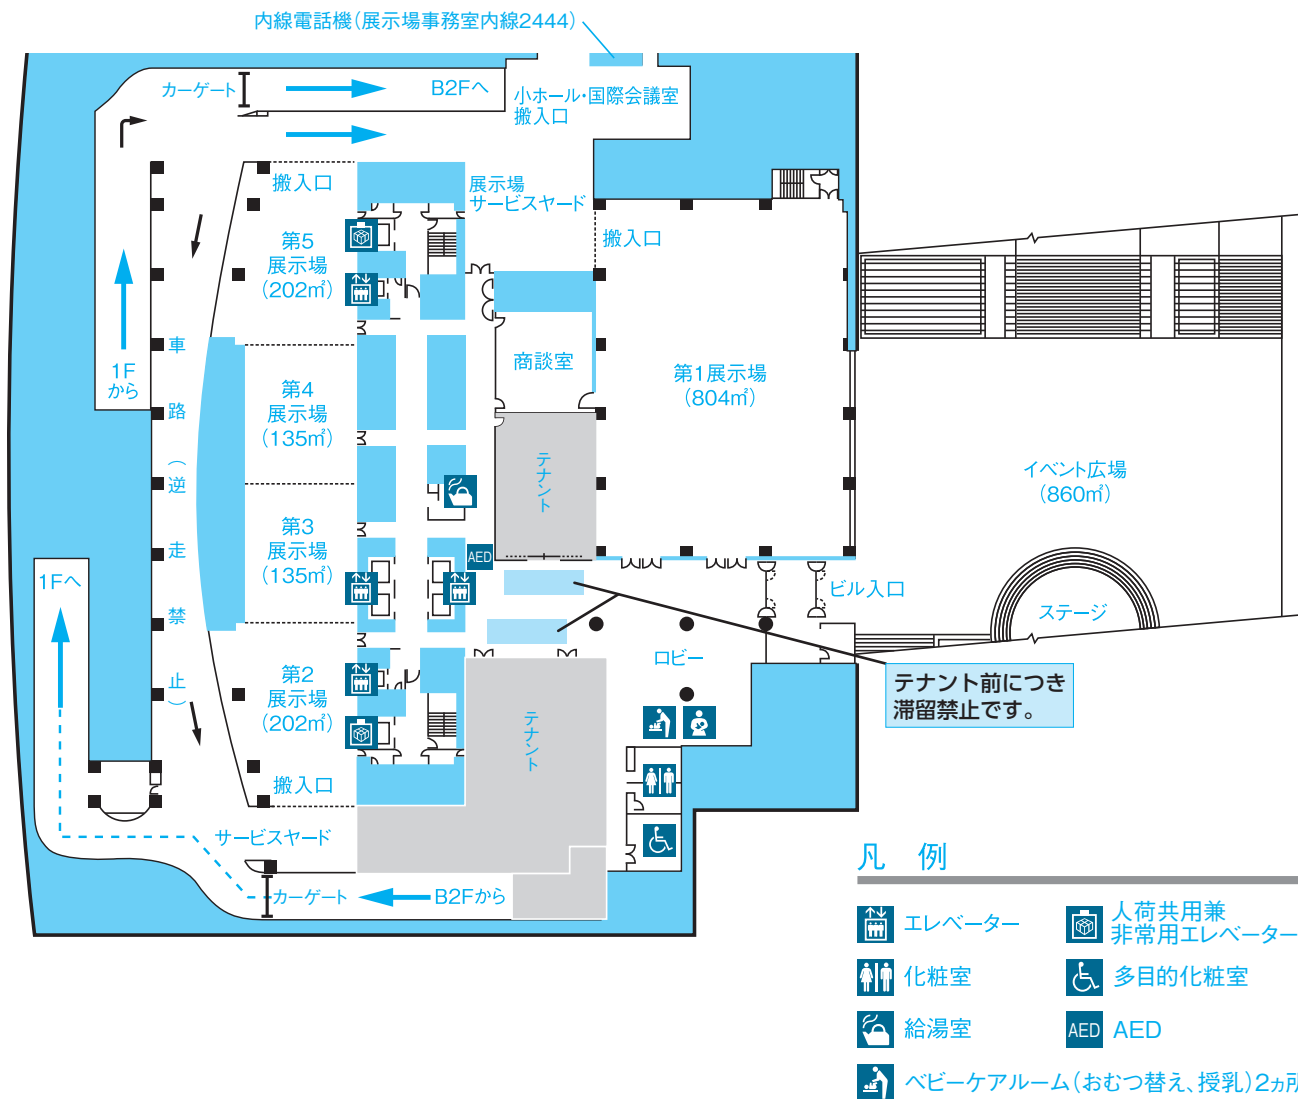 内線電話機（展示場事務室内線2444）
カーゲート
B2Fへ
小ホール・国際会議室
搬入口
搬入口
展示場
サービスヤード
第5
展示場
（202㎡）
搬入口
1F
から
車路（逆走禁止）
第4
展示場
（135㎡）
商談室
第1展示場
（804㎡）
テナント
イベント広場
（860㎡）
第3
展示場
（135㎡）
AED
1Fへ
ビル入口
ステージ
ロビー
第2
展示場
（202㎡）
テナント前につき
滞留禁止です。
テナント
搬入口
サービスヤード
カーゲート
B2Fから
凡 例
エレベーター
人荷共用兼
非常用エレベーター
化粧室
多目的化粧室
給湯室
AED
AED
ベビーケアルーム（おむつ替え、授乳）2ヵ所